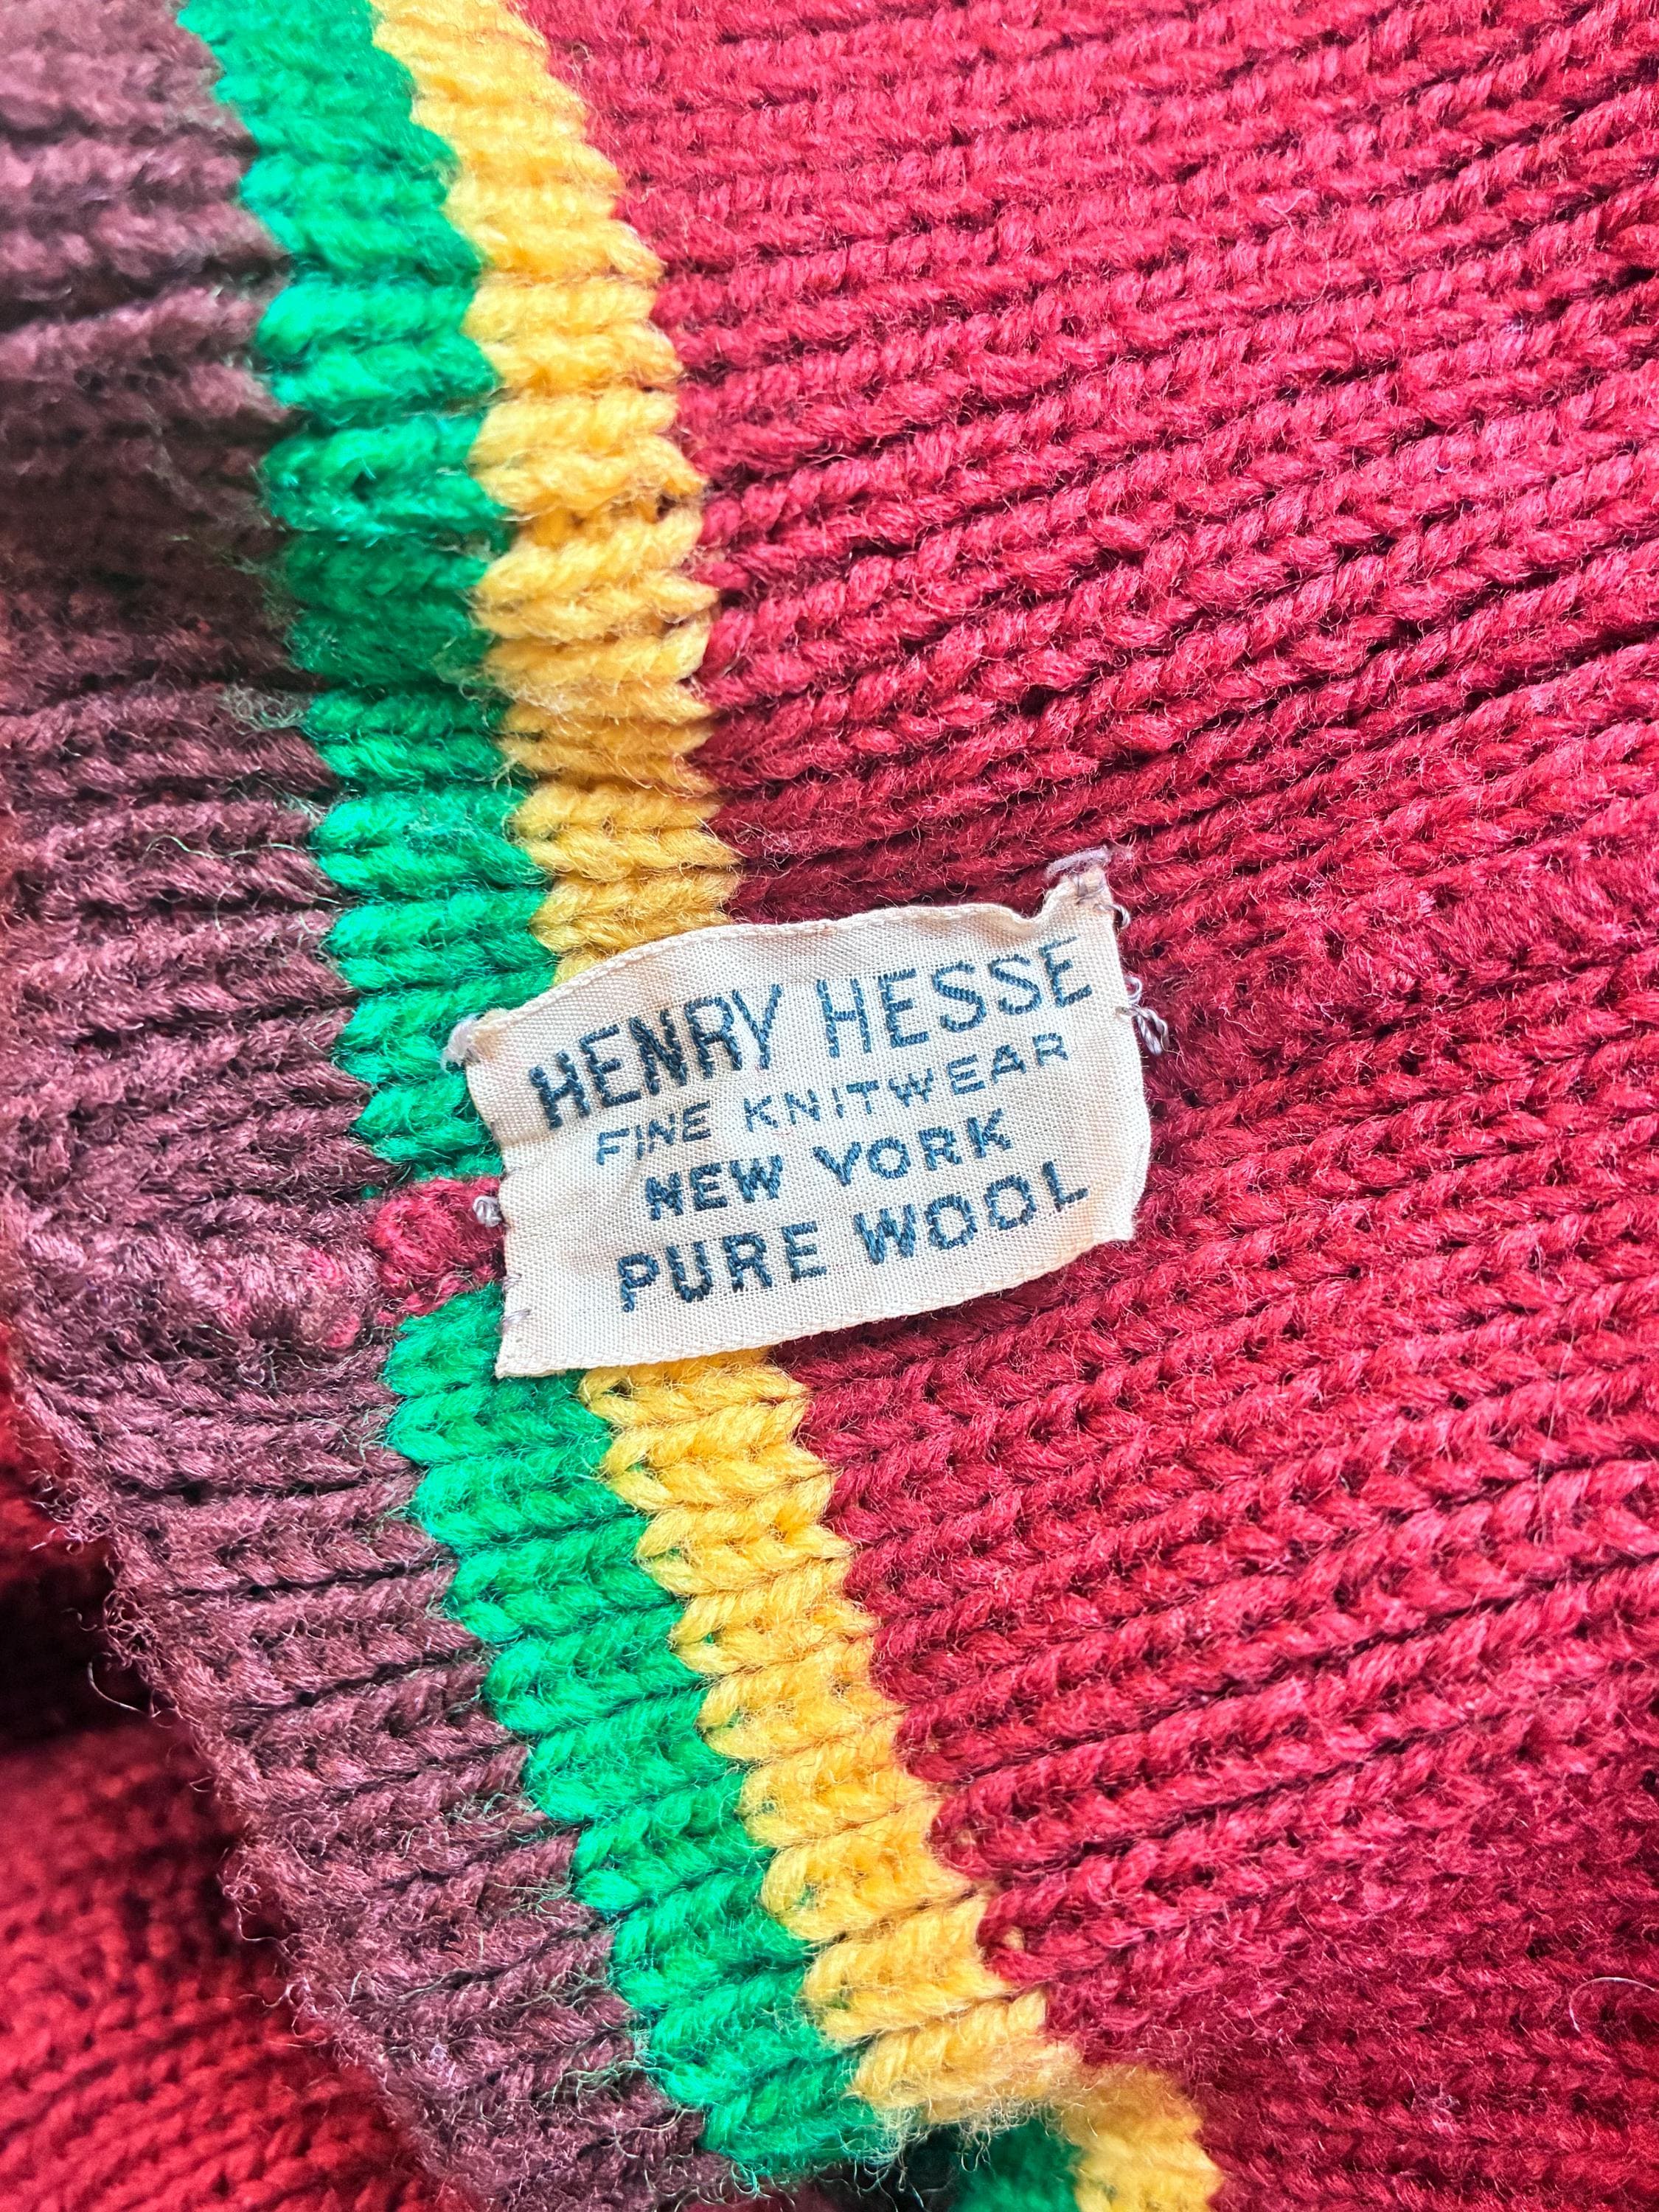 HENRY HESSE
FINE KNITWEAR
NEW YORK
PURE WOOL